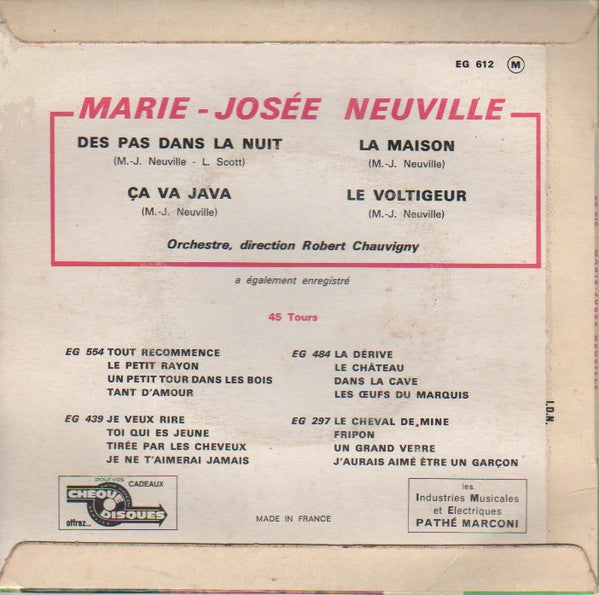 EG 612 M
MARIE - JOSÉE NEUVILLE
DES PAS DANS LA NUIT
(M.-J. Neuville - L. Scott)
LA MAISON
(M.-J. Neuville)
ÇA VA JAVA
(M.-J. Neuville)
LE VOLTIGEUR
(M.-J. Neuville)
Orchestre, direction Robert Chauvigny
a également enregistré
45 Tours
EG 554 TOUT RECOMMENCE
LE PETIT RAYON
UN PETIT TOUR DANS LES BOIS
TANT D'AMOUR
EG 484 LA DÉRIVE
LE CHÂTEAU
DANS LA CAVE
LES ŒUFS DU MARQUIS
EG 439 JE VEUX RIRE
TOI QUI ES JEUNE
TIRÉE PAR LES CHEVEUX
JE NE T'AIMERAI JAMAIS
EG 297 LE CHEVAL DE MINE
FRIPON
UN GRAND VERRE
J'AURAIS AIMÉ ÊTRE UN GARÇON
pour vos CADEAUX
CHEQUE
DISQUES
offrez...
MADE IN FRANCE
les
Industries Musicales
et Electriques
PATHÉ MARCONI
I.D.N.
MARIE-JOSÉE NEUVILLE